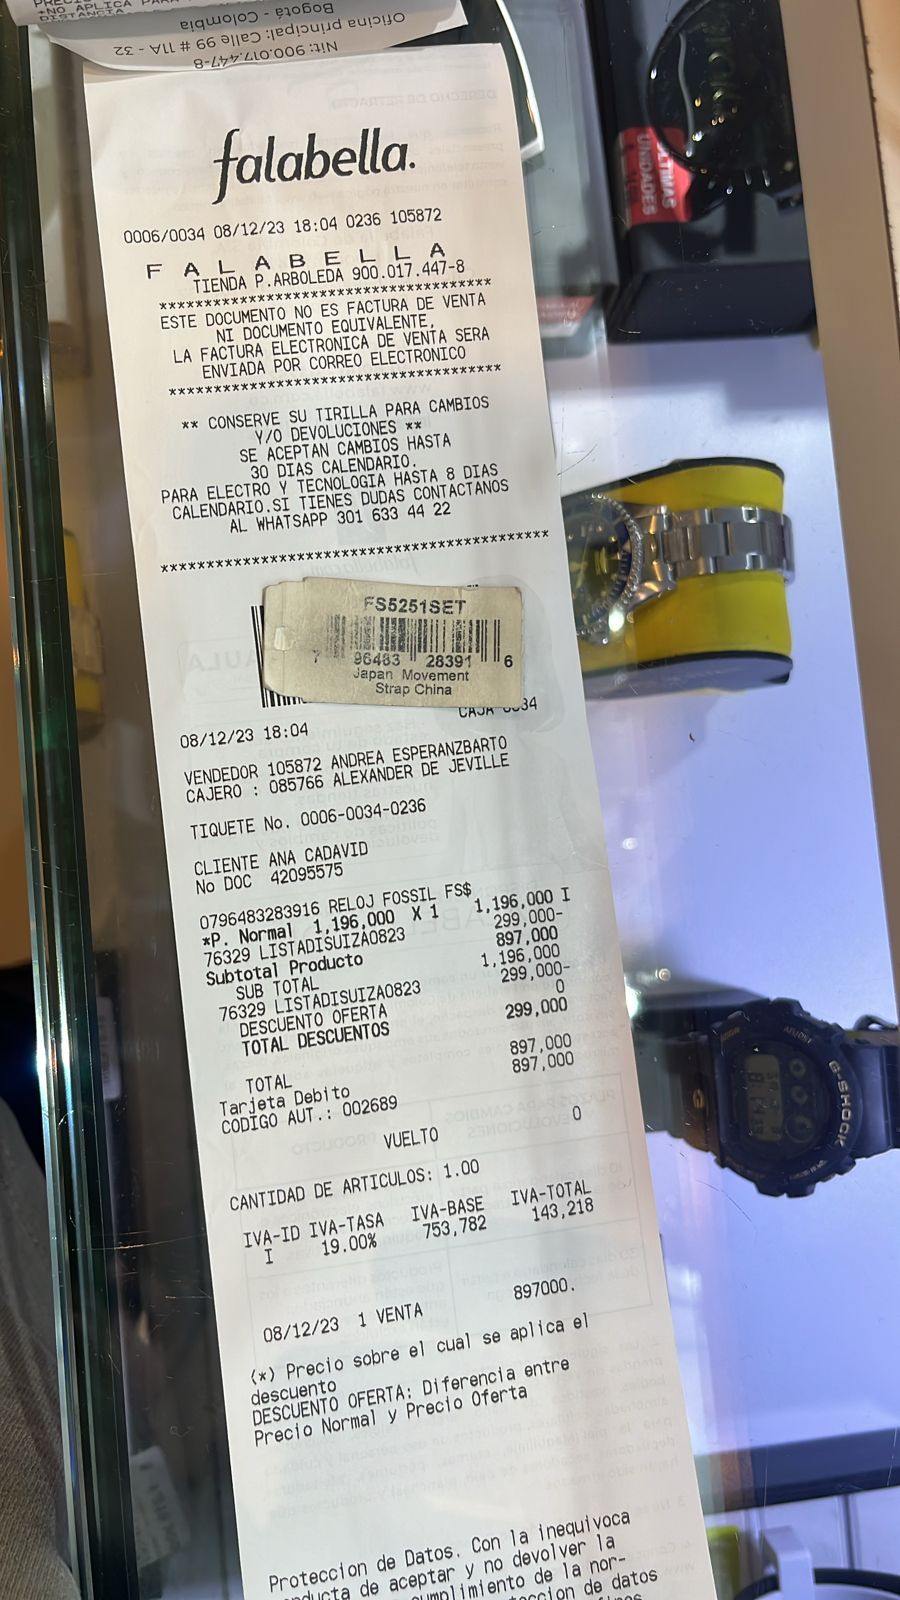 Nit: 900.017.447-8
Oficina principal: Calle 99 # 11A - 32
Bogotá - Colombia
falabella.
0006/0034 08/12/23 18:04 0236 105872
F A L A B E L L A
TIENDA P.ARBOLEDA 900.017.447-8
****************************************
ESTE DOCUMENTO NO ES FACTURA DE VENTA
NI DOCUMENTO EQUIVALENTE,
LA FACTURA ELECTRONICA DE VENTA SERA
ENVIADA POR CORREO ELECTRONICO
****************************************
** CONSERVE SU TIRILLA PARA CAMBIOS
Y/O DEVOLUCIONES **
SE ACEPTAN CAMBIOS HASTA
30 DIAS CALENDARIO.
PARA ELECTRO Y TECNOLOGIA HASTA 8 DIAS
CALENDARIO.SI TIENES DUDAS CONTACTANOS
AL WHATSAPP 301 633 44 22
****************************************
FS5251SET
7 96483 28391 6
Japan Movement
Strap China
08/12/23 18:04 CAJA 0034
VENDEDOR 105872 ANDREA ESPERANZBARTO
CAJERO : 085766 ALEXANDER DE JEVILLE
TIQUETE No. 0006-0034-0236
CLIENTE ANA CADAVID
No DOC 42095575
0796483283916 RELOJ FOSSIL FS$
*P. Normal 1,196,000 X 1 1,196,000 I
76329 LISTADISUIZA0823 299,000-
Subtotal Producto 897,000
SUB TOTAL 1,196,000
76329 LISTADISUIZA0823 299,000-
DESCUENTO OFERTA 0
TOTAL DESCUENTOS 299,000
TOTAL 897,000
Tarjeta Debito 897,000
CODIGO AUT.: 002689
VUELTO 0
CANTIDAD DE ARTICULOS: 1.00
IVA-ID IVA-TASA IVA-BASE IVA-TOTAL
I 19.00% 753,782 143,218
08/12/23 1 VENTA 897000.
(*) Precio sobre el cual se aplica el
descuento
DESCUENTO OFERTA: Diferencia entre
Precio Normal y Precio Oferta
Proteccion de Datos. Con la inequivoca
de aceptar y no devolver la
cumplimiento de la nor-
de datos
ULTIMAS
UNIDADES
G-SHOCK